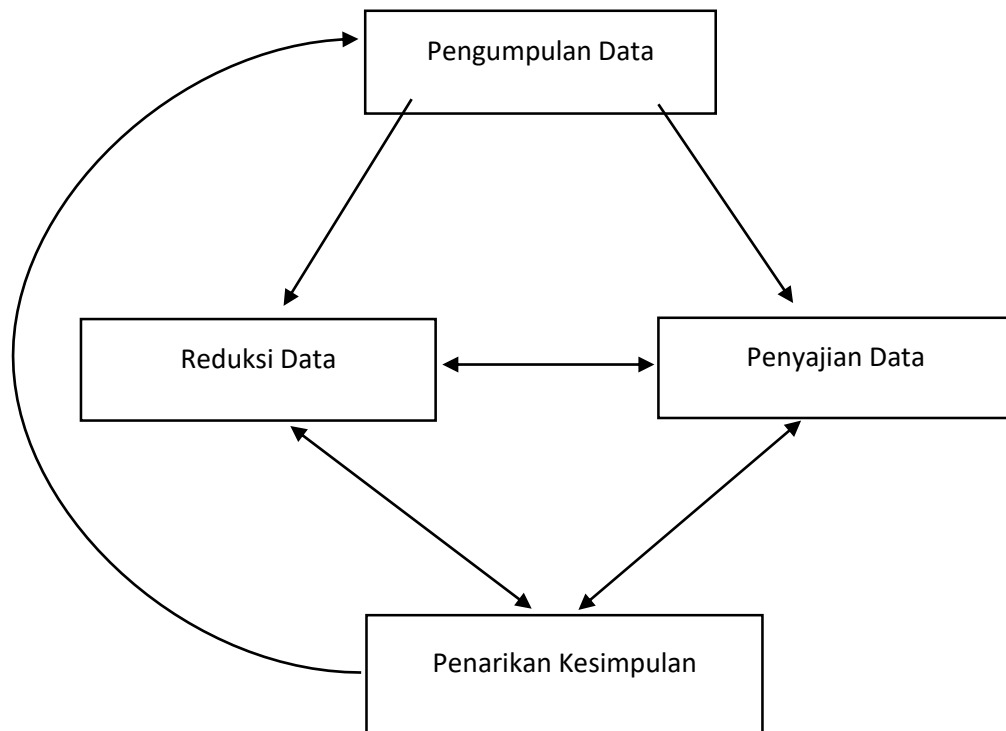 Pengumpulan Data
Reduksi Data
Penyajian Data
Penarikan Kesimpulan